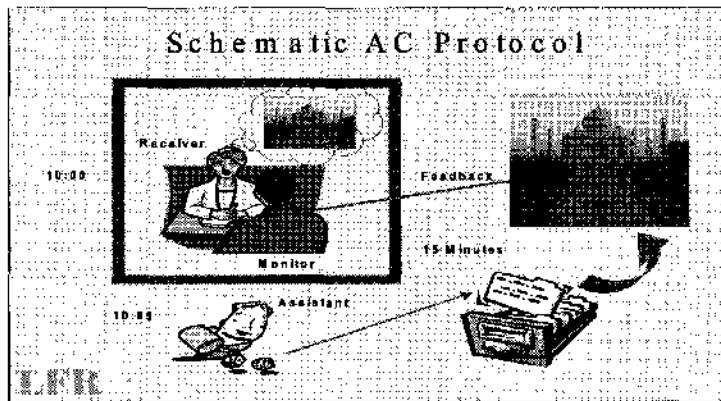 Schematic AC Protocol
Receiver
10:00
Feedback
Monitor
15 Minutes
Assistant
10:05
LFR